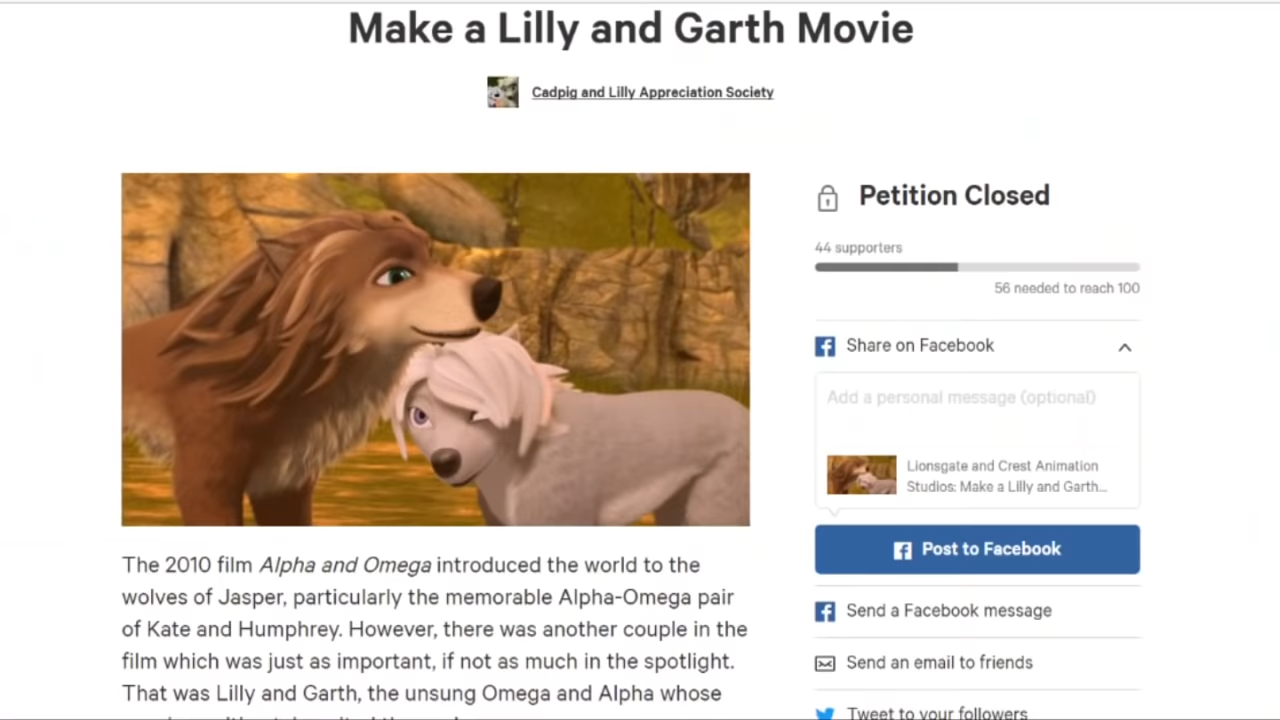 Make a Lilly and Garth Movie
Cadpig and Lilly Appreciation Society
Petition Closed
44 supporters
56 needed to reach 100
Share on Facebook
Add a personal message (optional)
Lionsgate and Crest Animation
Studios: Make a Lilly and Garth...
Post to Facebook
Send a Facebook message
Send an email to friends
Tweet to your followers
The 2010 film Alpha and Omega introduced the world to the
wolves of Jasper, particularly the memorable Alpha-Omega pair
of Kate and Humphrey. However, there was another couple in the
film which was just as important, if not as much in the spotlight.
That was Lilly and Garth, the unsung Omega and Alpha whose